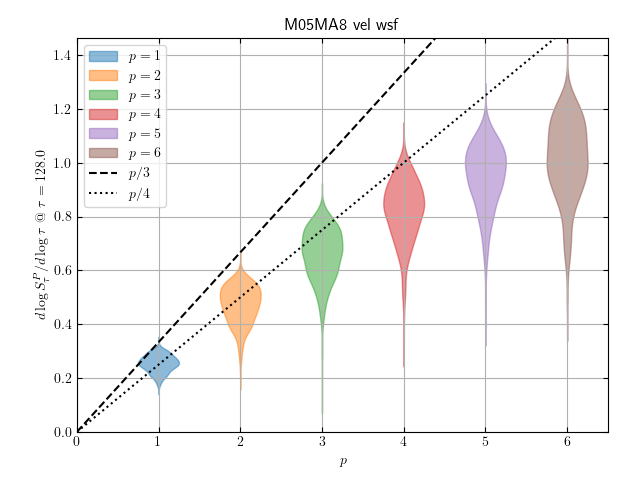 M05MA8 vel wsf
d log S_τ^P / d log τ @ τ = 128.0
1.4
1.2
1.0
0.8
0.6
0.4
0.2
0.0
p = 1
p = 2
p = 3
p = 4
p = 5
p = 6
p/3
p/4
0 1 2 3 4 5 6
p